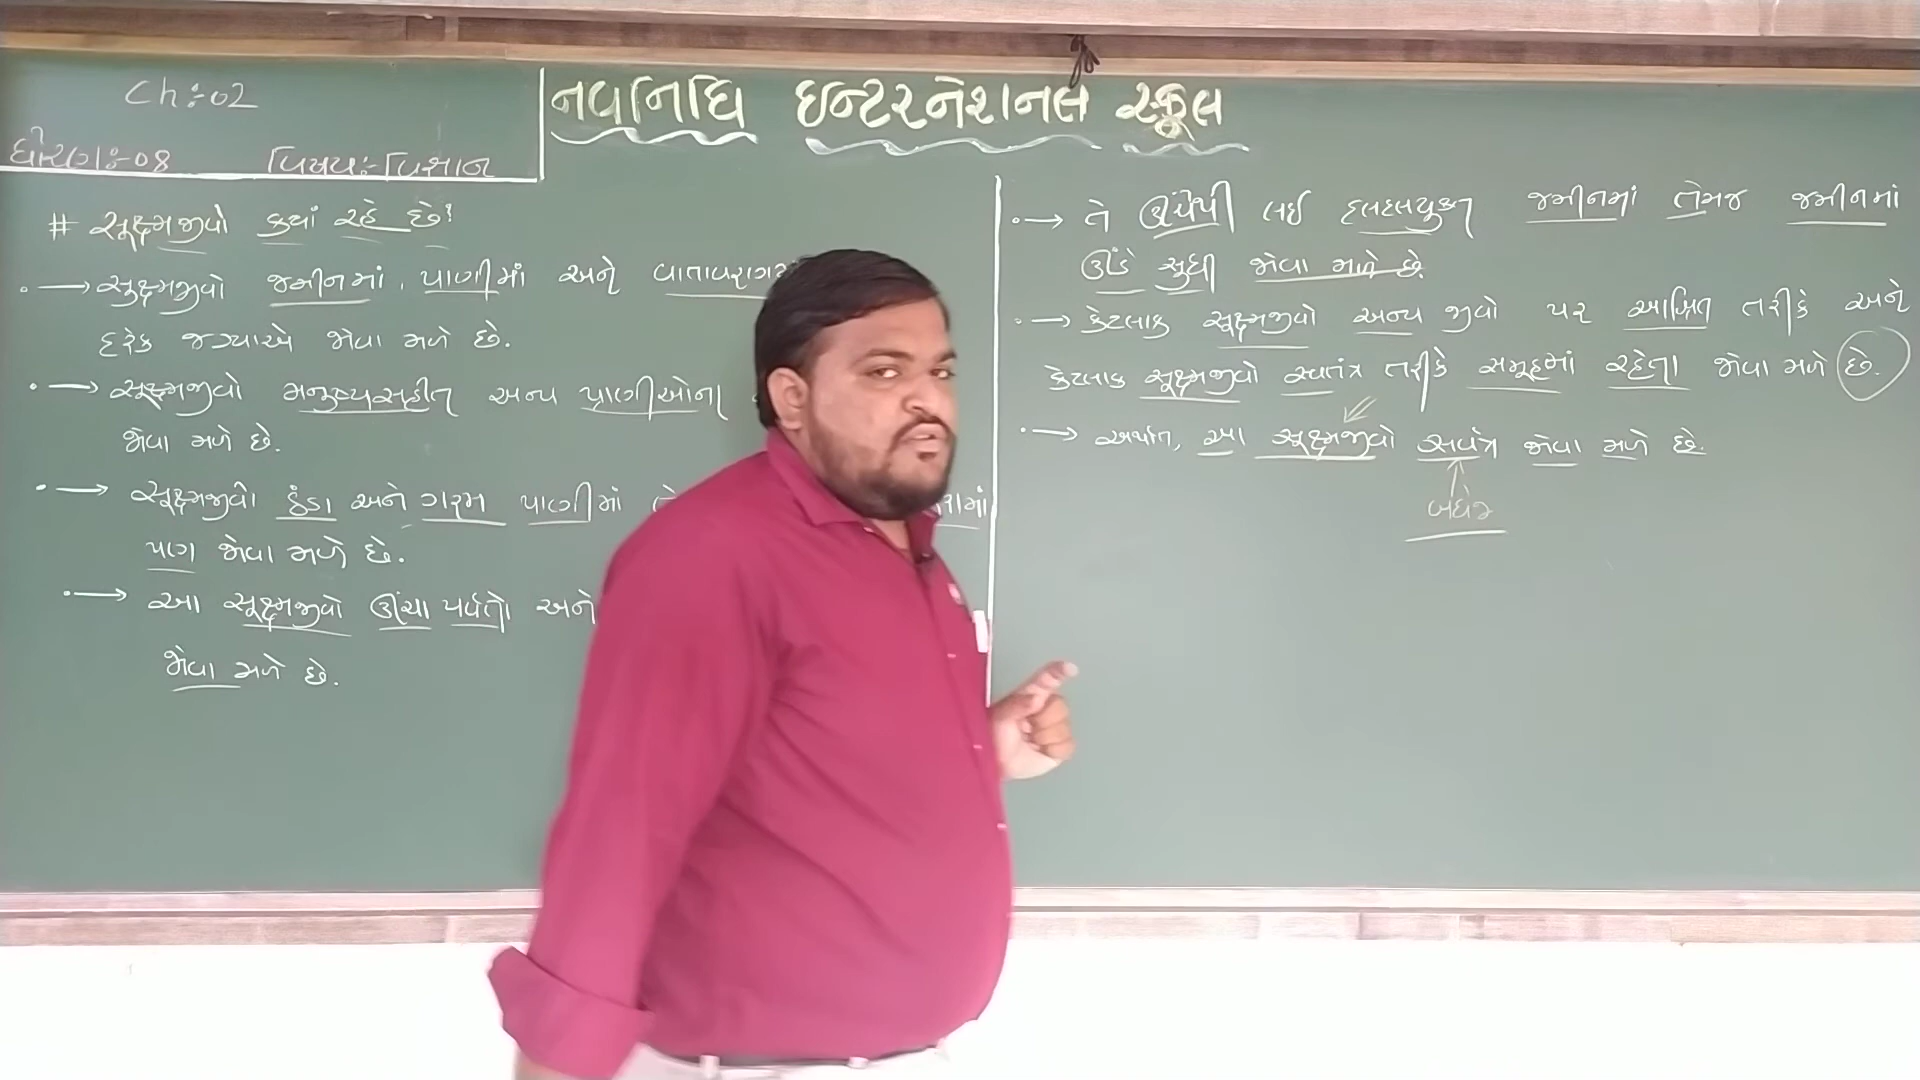 Ch:-02
નવનિધિ ઇન્ટરનેશનલ સ્કૂલ
ધોરણ:-08 વિષય:-વિજ્ઞાન
# સૂક્ષ્મજીવો ક્યાં રહે છે?
→ સુક્ષ્મજીવો જમીનમાં, પાણીમાં અને વાતાવરણ
દરેક જગ્યાએ જોવા મળે છે.
→ સૂક્ષ્મજીવો મનુષ્યસહીત અન્ય પ્રાણીઓના
જોવા મળે છે.
→ સૂક્ષ્મજીવો ઠંડા અને ગરમ પાણીમાં
પણ જોવા મળે છે.
→ આ સૂક્ષ્મજીવો ઊંચા પર્વતો અને
જોવા મળે છે.
→ તે લઈ દલદલયુક્ત જમીનમાં તેમજ જમીનમાં
ઊંડે સુધી જોવા મળે છે.
→ કેટલાક સૂક્ષ્મજીવો અન્ય જીવો પર આશ્રિત તરીકે અને
કેટલાક સૂક્ષ્મજીવો સ્વતંત્ર તરીકે સમૂહમાં રહેતા જોવા મળે છે.
→ અર્થાત, આ સૂક્ષ્મજીવો સર્વત્ર જોવા મળે છે.
બધેજ